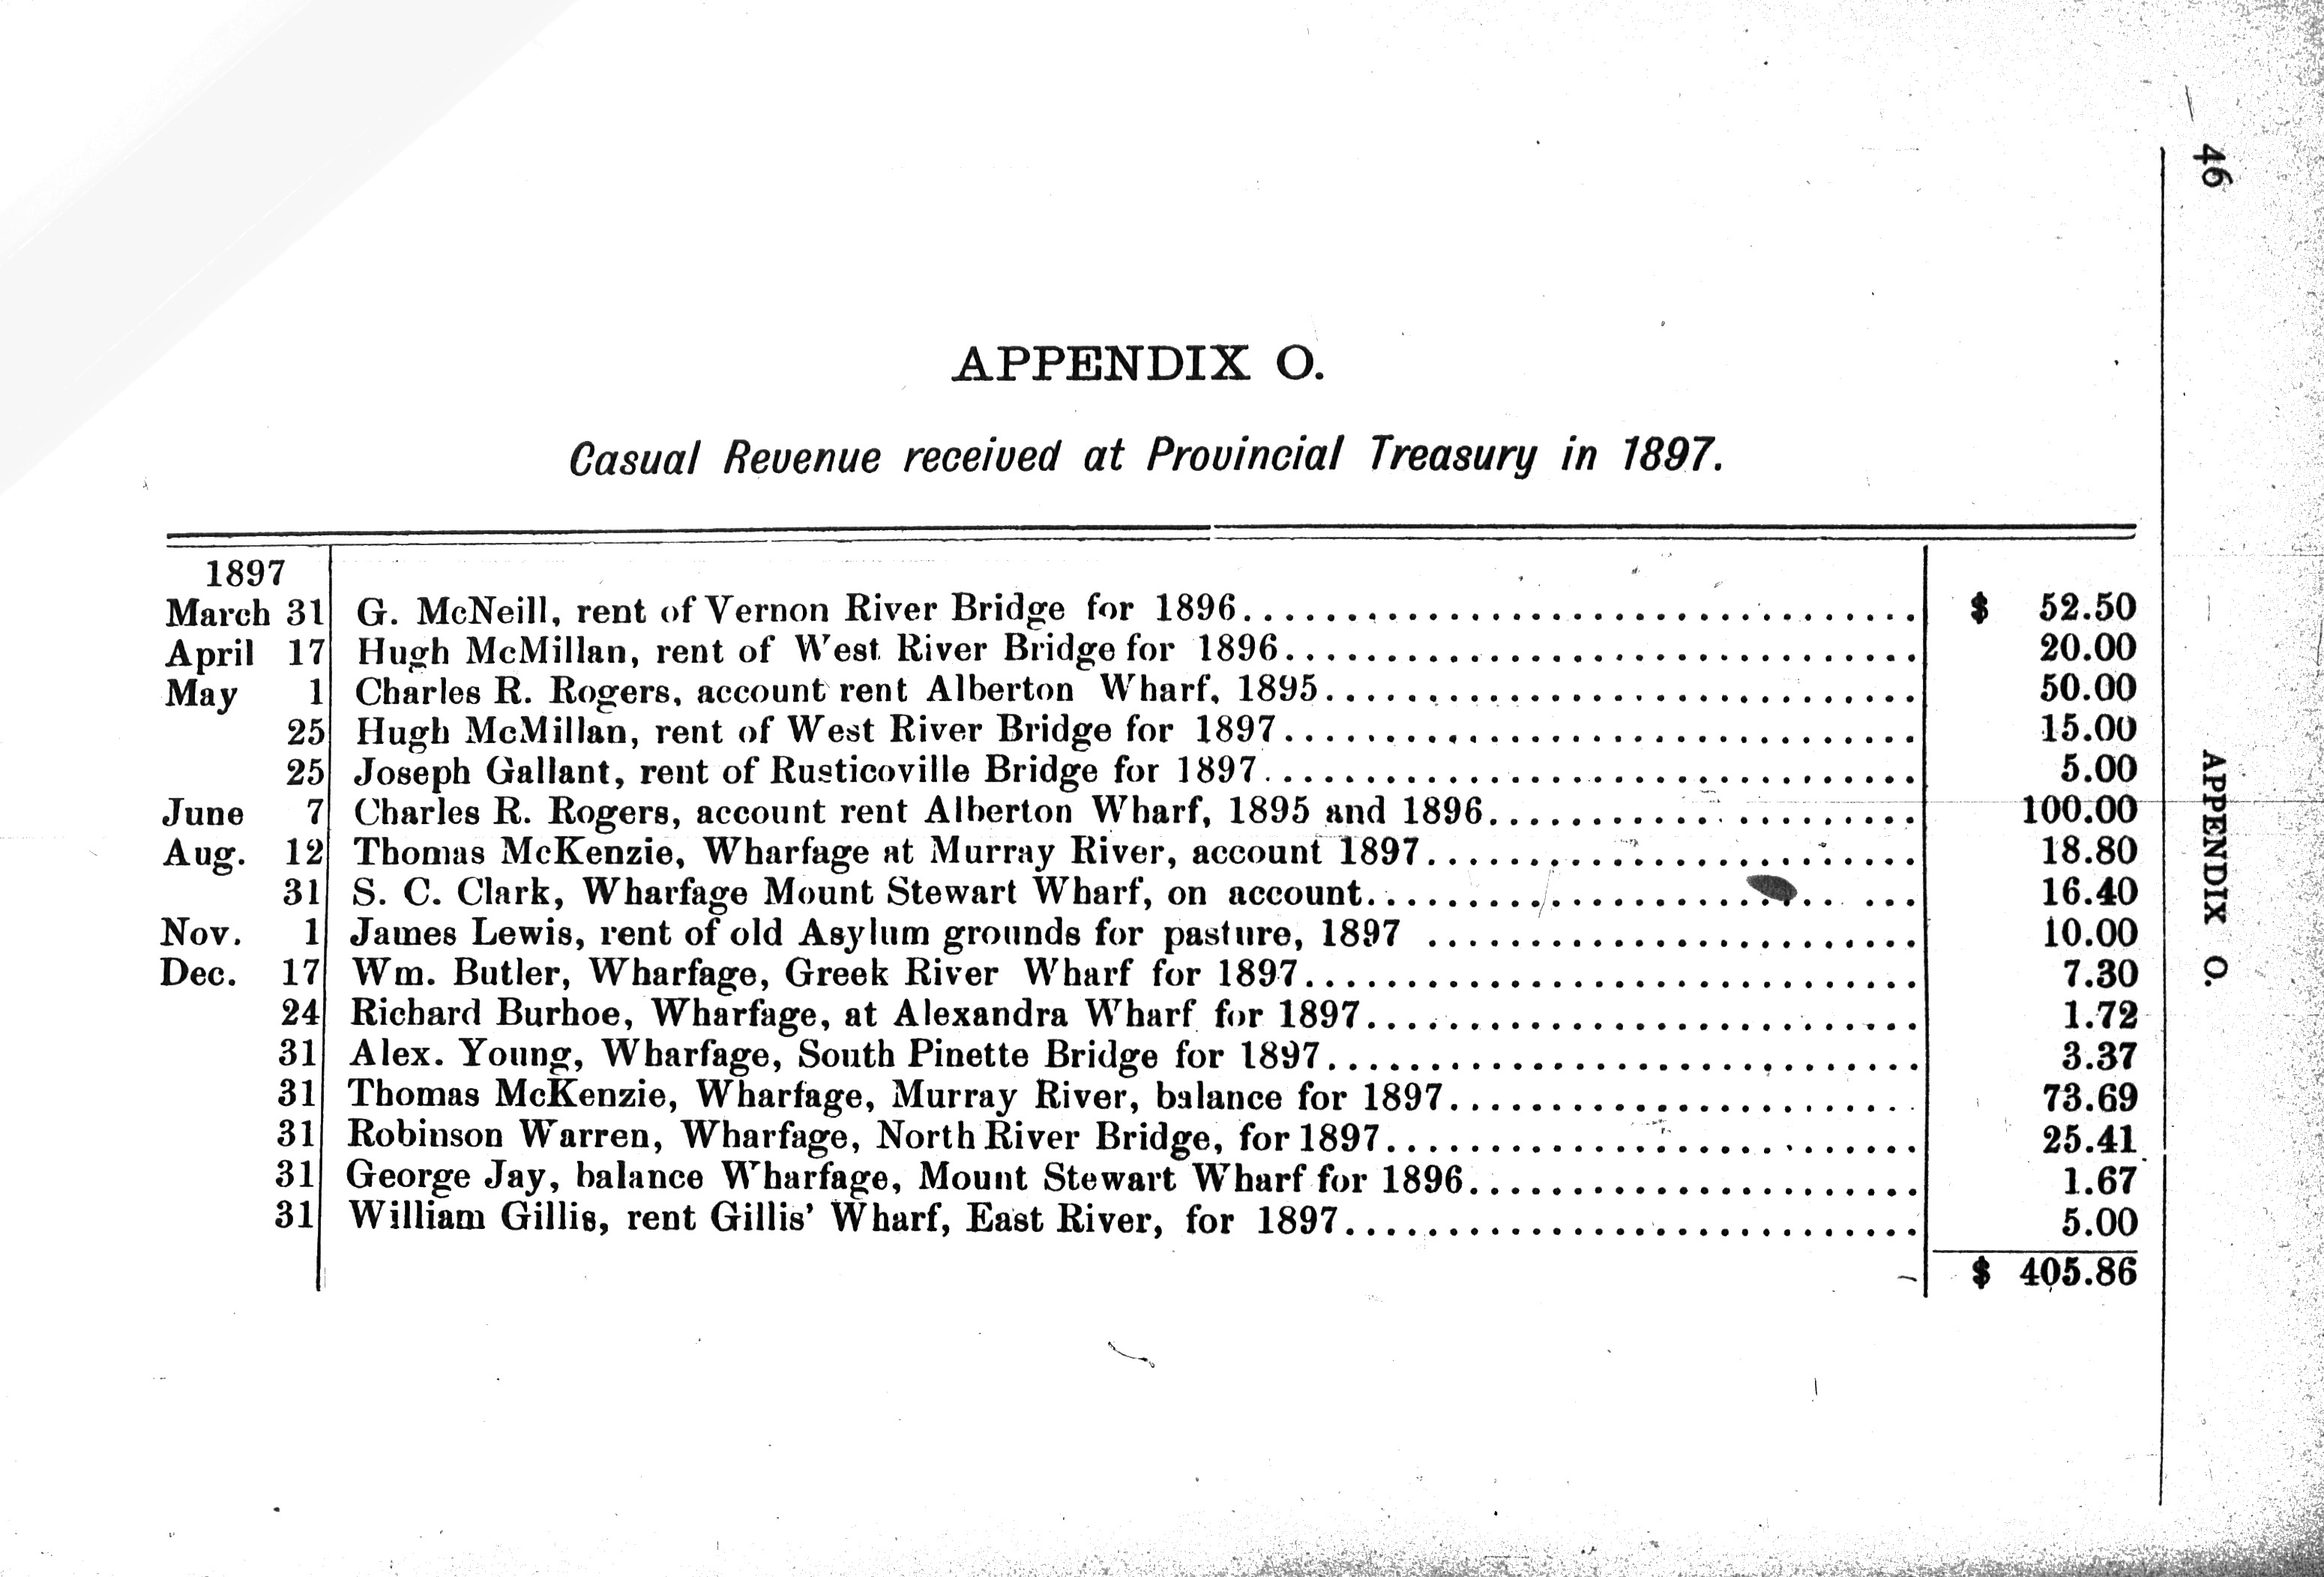 46
APPENDIX O.
APPENDIX O.
Casual Revenue received at Provincial Treasury in 1897.
1897
March 31 G. McNeill, rent of Vernon River Bridge for 1896 $ 52.50
April 17 Hugh McMillan, rent of West River Bridge for 1896 20.00
May 1 Charles R. Rogers, account rent Alberton Wharf, 1895 50.00
25 Hugh McMillan, rent of West River Bridge for 1897 15.00
25 Joseph Gallant, rent of Rusticoville Bridge for 1897 5.00
June 7 Charles R. Rogers, account rent Alberton Wharf, 1895 and 1896 100.00
Aug. 12 Thomas McKenzie, Wharfage at Murray River, account 1897 18.80
31 S. C. Clark, Wharfage Mount Stewart Wharf, on account 16.40
Nov. 1 James Lewis, rent of old Asylum grounds for pasture, 1897 10.00
Dec. 17 Wm. Butler, Wharfage, Greek River Wharf for 1897 7.30
24 Richard Burhoe, Wharfage, at Alexandra Wharf for 1897 1.72
31 Alex. Young, Wharfage, South Pinette Bridge for 1897 3.37
31 Thomas McKenzie, Wharfage, Murray River, balance for 1897 73.69
31 Robinson Warren, Wharfage, North River Bridge, for 1897 25.41
31 George Jay, balance Wharfage, Mount Stewart Wharf for 1896 1.67
31 William Gillis, rent Gillis' Wharf, East River, for 1897 5.00
$ 405.86